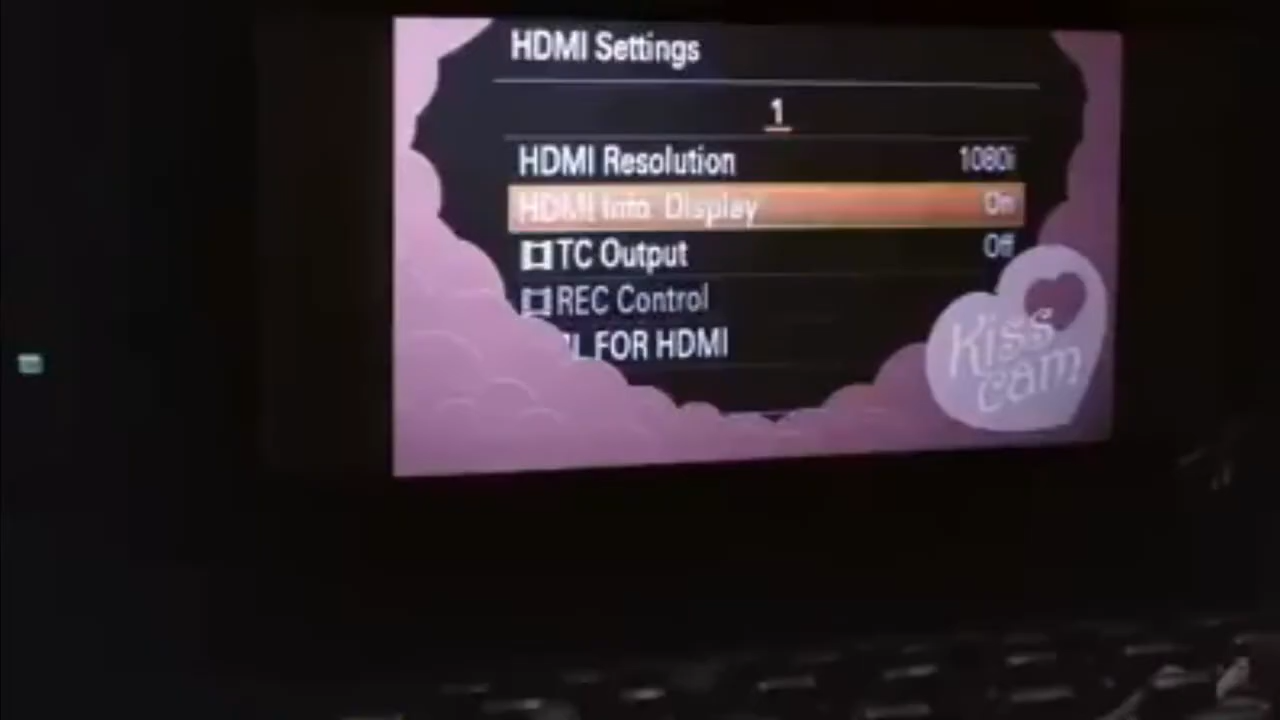 HDMI Settings
1
HDMI Resolution 1080i
HDMI Info. Display On
TC Output Off
REC Control
L FOR HDMI
Kiss
cam